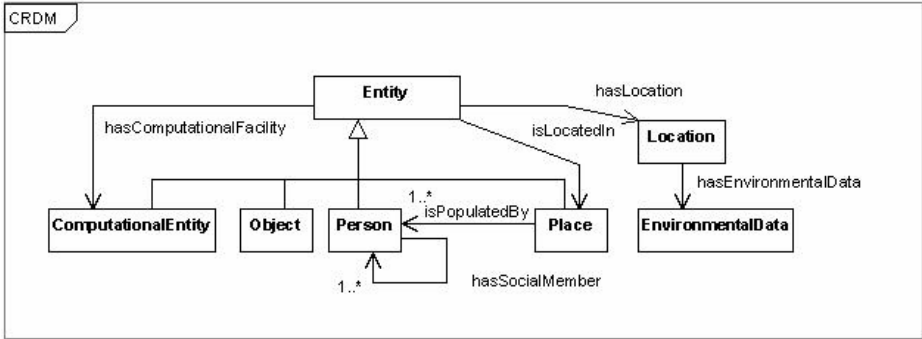 CRDM
Entity
hasLocation
hasComputationalFacility
isLocatedIn
Location
hasEnvironmentalData
1..*
isPopulatedBy
ComputationalEntity
Object
Person
Place
EnvironmentalData
1..*
hasSocialMember